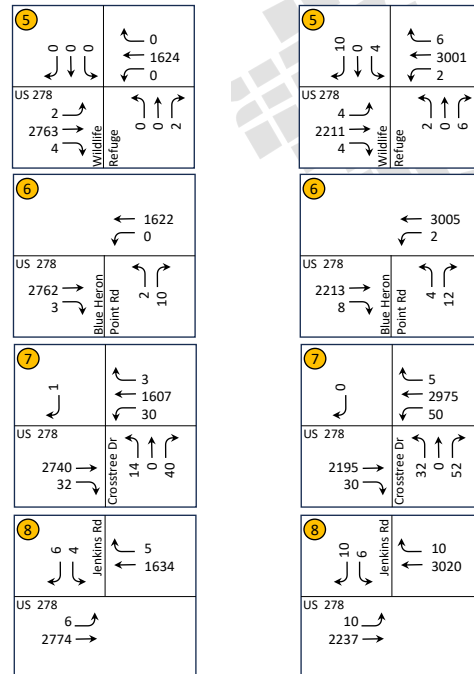 5
0 0 0
0
1624
0
US 278
2
2763
4
Wildlife
Refuge
0 0 2
5
10 0 4
6
3001
2
US 278
4
2211
4
Wildlife
Refuge
2 0 6
6
1622
0
US 278
2762
3
Blue Heron
Point Rd
2 10
6
3005
2
US 278
2213
8
Blue Heron
Point Rd
4 12
7
1
3
1607
30
US 278
2740
32
Crosstree Dr
14 0 40
7
0
5
2975
50
US 278
2195
30
Crosstree Dr
32 0 52
8
6 4
Jenkins Rd
5
1634
US 278
6
2774
8
10 6
Jenkins Rd
10
3020
US 278
10
2237